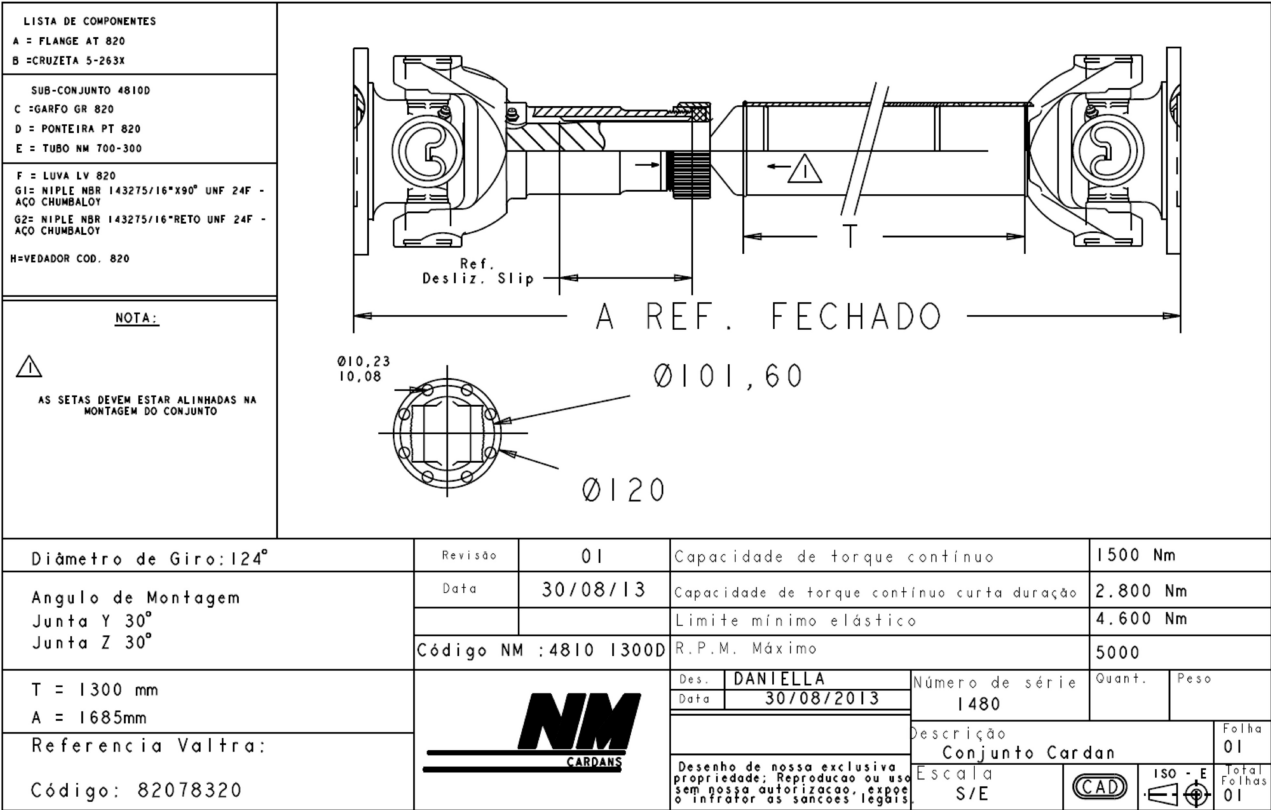 LISTA DE COMPONENTES
A = FLANGE AT 820
B =CRUZETA 5-263X
SUB-CONJUNTO 4810D
C =GARFO GR 820
D = PONTEIRA PT 820
E = TUBO NM 700-300
F = LUVA LV 820
G1= NIPLE NBR 143275/16"X90° UNF 24F -
AÇO CHUMBALOY
G2= NIPLE NBR 143275/16"RETO UNF 24F -
AÇO CHUMBALOY
H=VEDADOR COD. 820
NOTA:
1
AS SETAS DEVEM ESTAR ALINHADAS NA
MONTAGEM DO CONJUNTO
1
T
Ref.
Desliz. Slip
A REF. FECHADO
Ø10,23
10,08
Ø101,60
Ø120
Diâmetro de Giro:124°
Angulo de Montagem
Junta Y 30°
Junta Z 30°
T = 1300 mm
A = 1685mm
Referencia Valtra:
Código: 82078320
Revisão 01
Data 30/08/13
Código NM :4810 1300D
NM
CARDANS
Capacidade de torque contínuo 1500 Nm
Capacidade de torque contínuo curta duração 2.800 Nm
Limite mínimo elástico 4.600 Nm
R.P.M. Máximo 5000
Des. DANIELLA
Data 30/08/2013
Desenho de nossa exclusiva
propriedade; Reproducao ou uso
sem nossa autorizacao, expoe
o infrator as sancoes legais.
Número de série
1480
Quant. Peso
Descrição
Conjunto Cardan
Folha
01
Escala
S/E
CAD
ISO - E
Total
Folhas
01